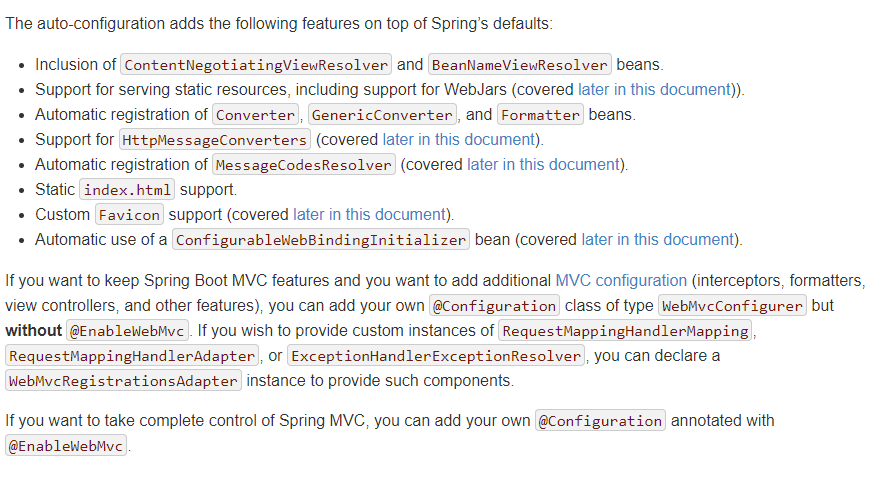 The auto-configuration adds the following features on top of Spring’s defaults:
• Inclusion of ContentNegotiatingViewResolver and BeanNameViewResolver beans.
• Support for serving static resources, including support for WebJars (covered later in this document)).
• Automatic registration of Converter, GenericConverter, and Formatter beans.
• Support for HttpMessageConverters (covered later in this document).
• Automatic registration of MessageCodesResolver (covered later in this document).
• Static index.html support.
• Custom Favicon support (covered later in this document).
• Automatic use of a ConfigurableWebBindingInitializer bean (covered later in this document).
If you want to keep Spring Boot MVC features and you want to add additional MVC configuration (interceptors, formatters,
view controllers, and other features), you can add your own @Configuration class of type WebMvcConfigurer but
without @EnableWebMvc. If you wish to provide custom instances of RequestMappingHandlerMapping,
RequestMappingHandlerAdapter, or ExceptionHandlerExceptionResolver, you can declare a
WebMvcRegistrationsAdapter instance to provide such components.
If you want to take complete control of Spring MVC, you can add your own @Configuration annotated with
@EnableWebMvc.